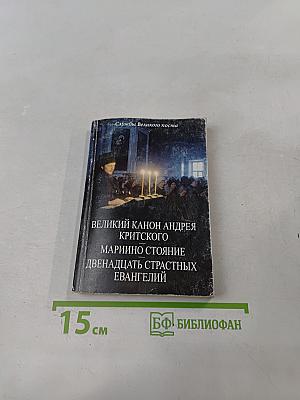 Службы Великого поста
ВЕЛИКИЙ КАНОН АНДРЕЯ
КРИТСКОГО
МАРИИНО СТОЯНИЕ
ДВЕНАДЦАТЬ СТРАСТНЫХ
ЕВАНГЕЛИЙ
15 см
БФ БИБЛИОФАН